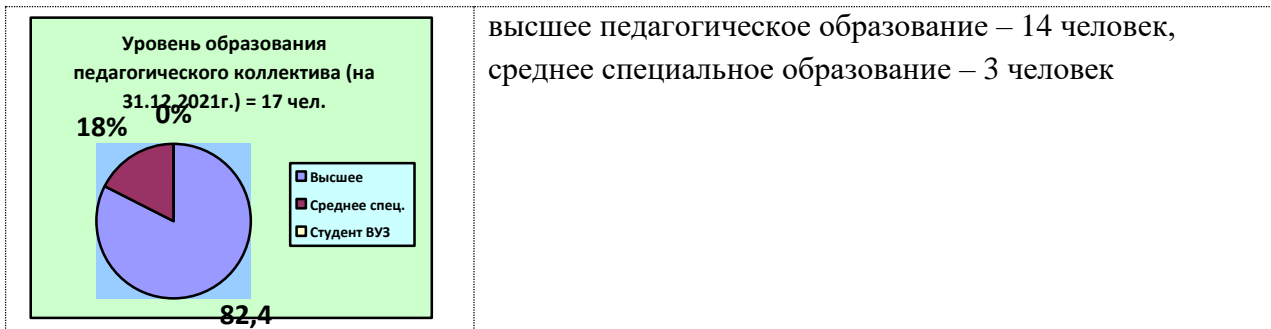 Уровень образования
педагогического коллектива (на
31.12.2021г.) = 17 чел.
18%
0%
Высшее
Среднее спец.
Студент ВУЗ
82,4
высшее педагогическое образование – 14 человек,
среднее специальное образование – 3 человек